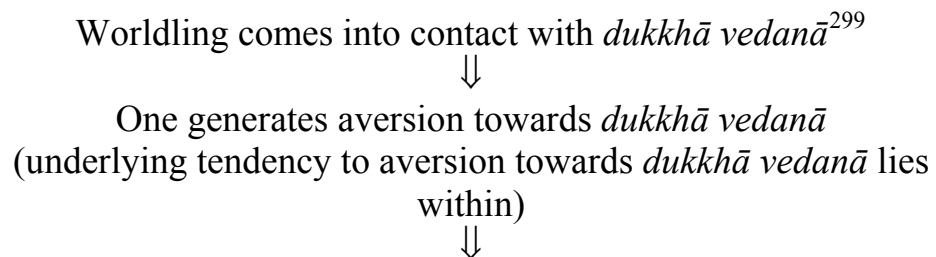 Worldling comes into contact with dukkhā vedanā299
⇓
One generates aversion towards dukkhā vedanā
(underlying tendency to aversion towards dukkhā vedanā lies
within)
⇓